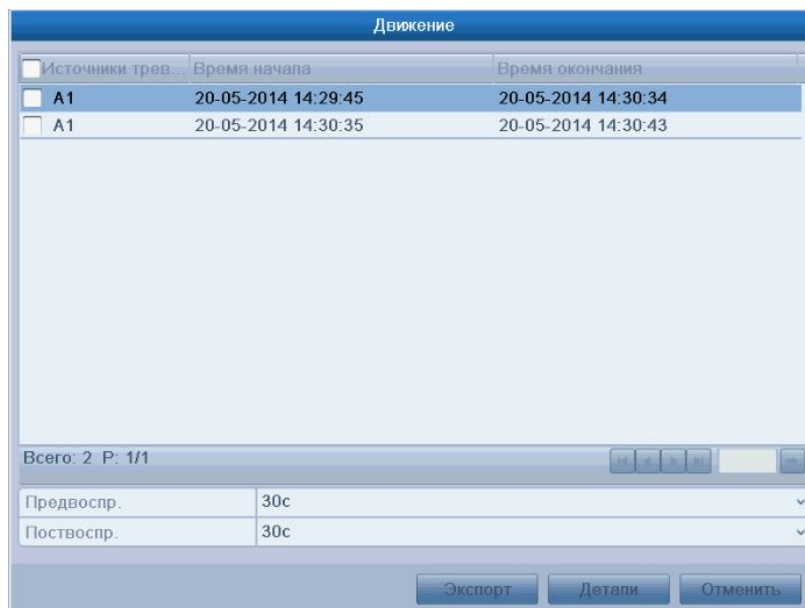 Движение
Источники трев... Время начала Время окончания
A1 20-05-2014 14:29:45 20-05-2014 14:30:34
A1 20-05-2014 14:30:35 20-05-2014 14:30:43
Всего: 2 P: 1/1
Предвоспр. 30с
Поствоспр. 30с
Экспорт Детали Отменить